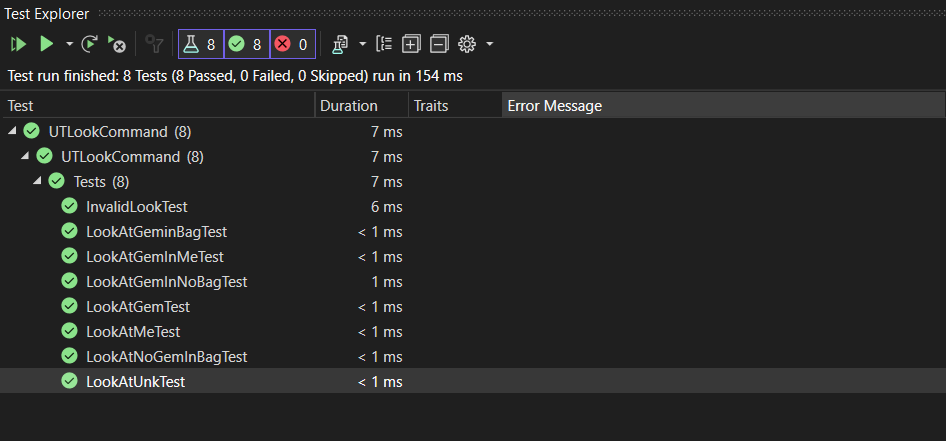 Test Explorer
8 8 0
Test run finished: 8 Tests (8 Passed, 0 Failed, 0 Skipped) run in 154 ms
Test Duration Traits Error Message
UTLookCommand (8) 7 ms
UTLookCommand (8) 7 ms
Tests (8) 7 ms
InvalidLookTest 6 ms
LookAtGeminBagTest < 1 ms
LookAtGemInMeTest < 1 ms
LookAtGemInNoBagTest 1 ms
LookAtGemTest < 1 ms
LookAtMeTest < 1 ms
LookAtNoGemInBagTest < 1 ms
LookAtUnkTest < 1 ms